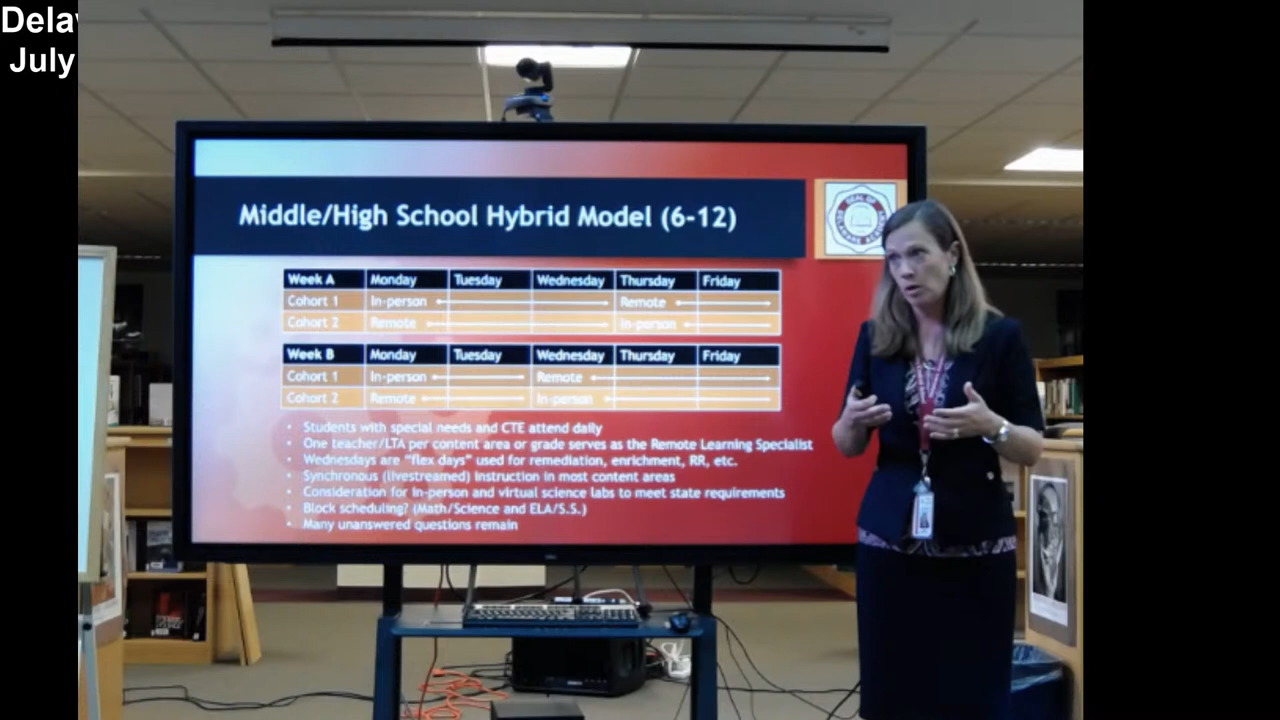 Dela
July
Middle/High School Hybrid Model (6-12)
SEAL OF
Week A Monday Tuesday Wednesday Thursday Friday
Cohort 1 In-person Remote
Cohort 2 Remote In-person
Week B Monday Tuesday Wednesday Thursday Friday
Cohort 1 In-person Remote
Cohort 2 Remote In-person
• Students with special needs and CTE attend daily
• One teacher/LTA per content area or grade serves as the Remote Learning Specialist
• Wednesdays are "flex days" used for remediation, enrichment, RR, etc.
• Synchronous (livestreamed) instruction in most content areas
• Consideration for in-person and virtual science labs to meet state requirements
• Block scheduling? (Math/Science and ELA/S.S.)
• Many unanswered questions remain